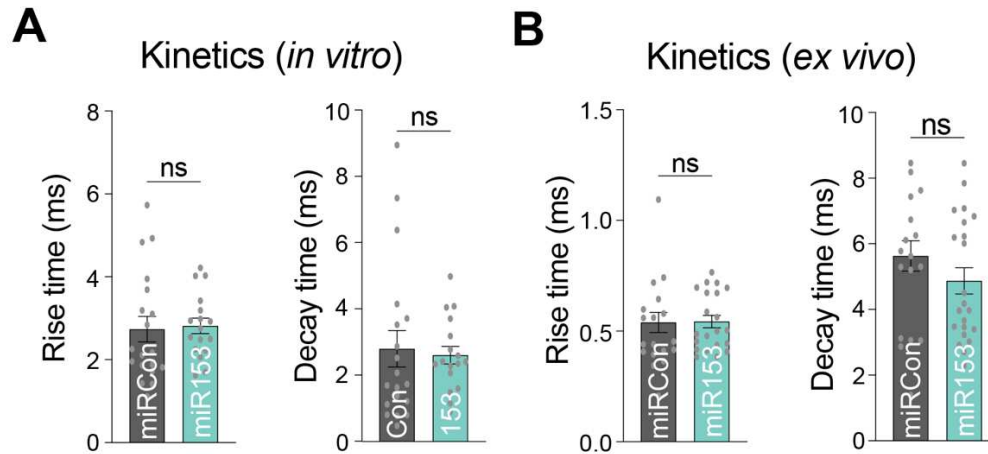 A
Kinetics (in vitro)
Rise time (ms)
8
6
4
2
0
ns
miRCon
miR153
Decay time (ms)
10
8
6
4
2
0
ns
Con
153
B
Kinetics (ex vivo)
Rise time (ms)
1.5
1.0
0.5
0.0
ns
miRCon
miR153
Decay time (ms)
10
8
6
4
2
0
ns
miRCon
miR153